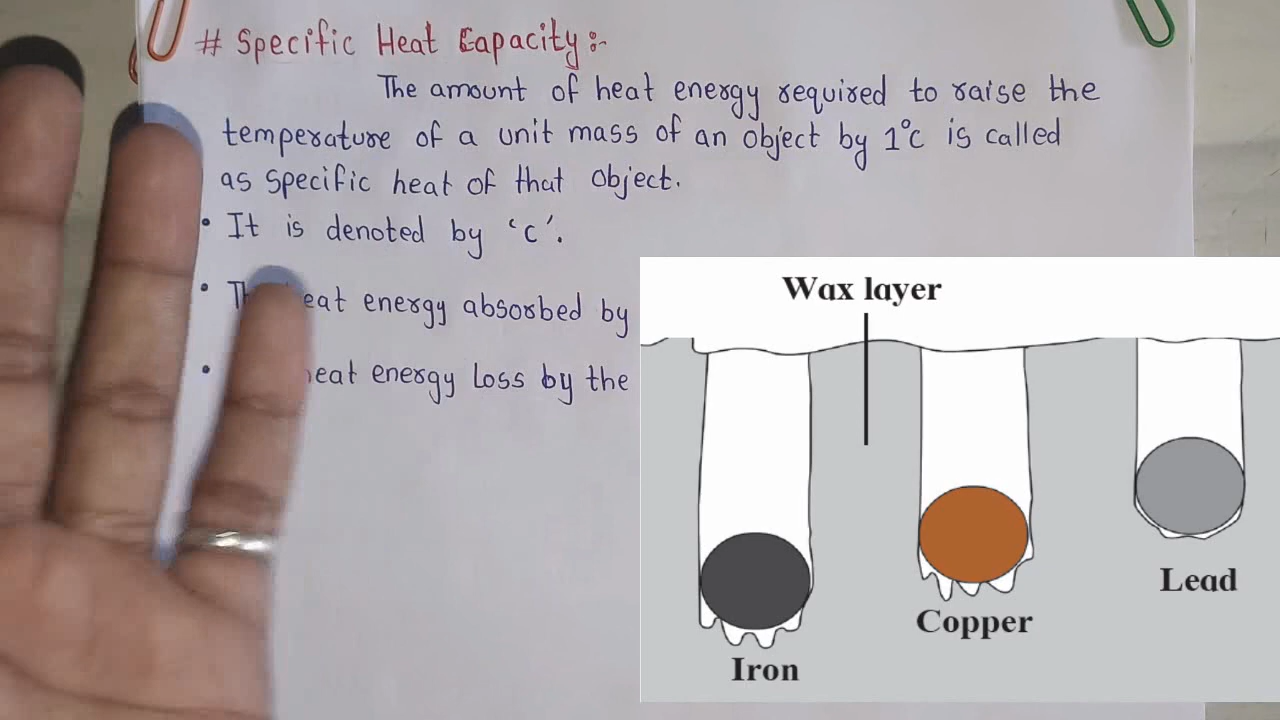 # Specific Heat Capacity :-
The amount of heat energy required to raise the
temperature of a unit mass of an object by 1°C is called
as specific heat of that object.
• It is denoted by 'c'.
• energy absorbed by
• heat energy Loss by the
Wax layer
Iron
Copper
Lead